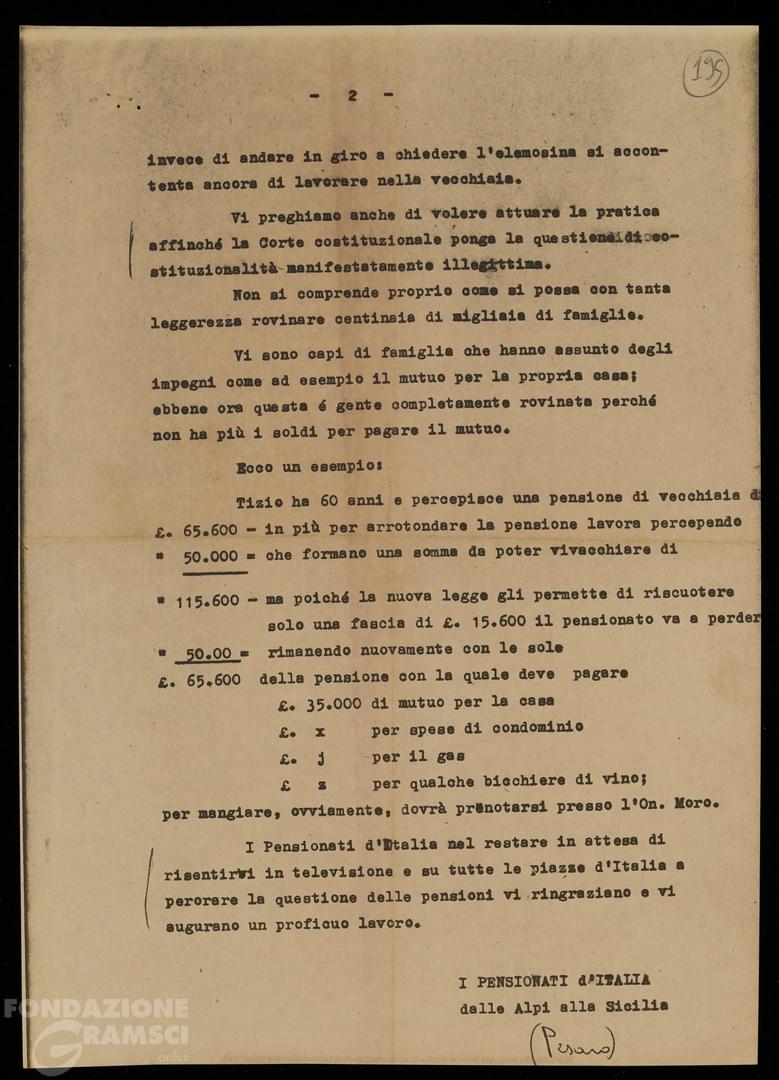 195
- 2 -
invece di andare in giro a chiedere l'elemosina si accon-
tenta ancora di lavorare nella vecchiaia.
Vi preghiamo anche di volere attuare la pratica
affinché la Corte costituzionale ponga la questione di co-
stituzionalità manifestatamente illegittima.
Non si comprende proprio come si possa con tanta
leggerezza rovinare centinaia di migliaia di famiglie.
Vi sono capi di famiglia che hanno assunto degli
impegni come ad esempio il mutuo per la propria casa;
ebbene ora questa é gente completamente rovinata perché
non ha più i soldi per pagare il mutuo.
Ecco un esempio:
Tizio ha 60 anni e percepisce una pensione di vecchiaia di
£. 65.600 - in più per arrotondare la pensione lavora percependo
" 50.000 = che formano una somma da poter vivacchiare di
" 115.600 - ma poiché la nuova legge gli permette di riscuotere
solo una fascia di £. 15.600 il pensionato va a perder
" 50.00 = rimanendo nuovamente con le sole
£. 65.600 della pensione con la quale deve pagare
£. 35.000 di mutuo per la casa
£. x per spese di condominio
£. j per il gas
£ z per qualche bicchiere di vino;
per mangiare, ovviamente, dovrà prenotarsi presso l'On. Moro.
I Pensionati d'Italia nel restare in attesa di
risentirvi in televisione e su tutte le piazze d'Italia a
perorare la questione delle pensioni vi ringraziano e vi
augurano un proficuo lavoro.
I PENSIONATI d'ITALIA
dalle Alpi alla Sicilia
(Pesaro)
FONDAZIONE
GRAMSCI
onlus